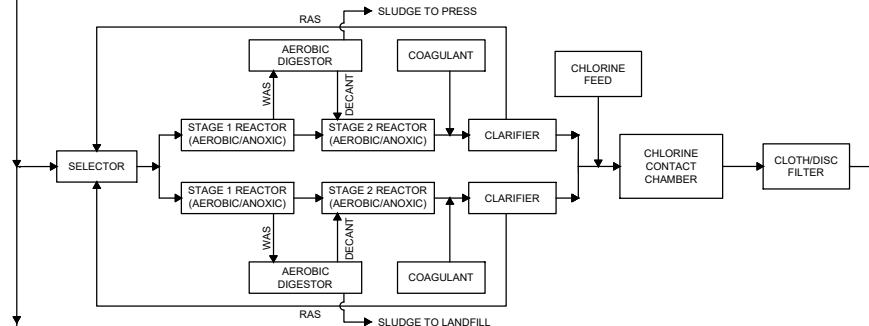 RAS
SLUDGE TO PRESS
AEROBIC
DIGESTOR
COAGULANT
CHLORINE
FEED
WAS
DECANT
STAGE 1 REACTOR
(AEROBIC/ANOXIC)
STAGE 2 REACTOR
(AEROBIC/ANOXIC)
CLARIFIER
SELECTOR
CHLORINE
CONTACT
CHAMBER
CLOTH/DISC
FILTER
STAGE 1 REACTOR
(AEROBIC/ANOXIC)
STAGE 2 REACTOR
(AEROBIC/ANOXIC)
CLARIFIER
WAS
DECANT
AEROBIC
DIGESTOR
COAGULANT
RAS
SLUDGE TO LANDFILL